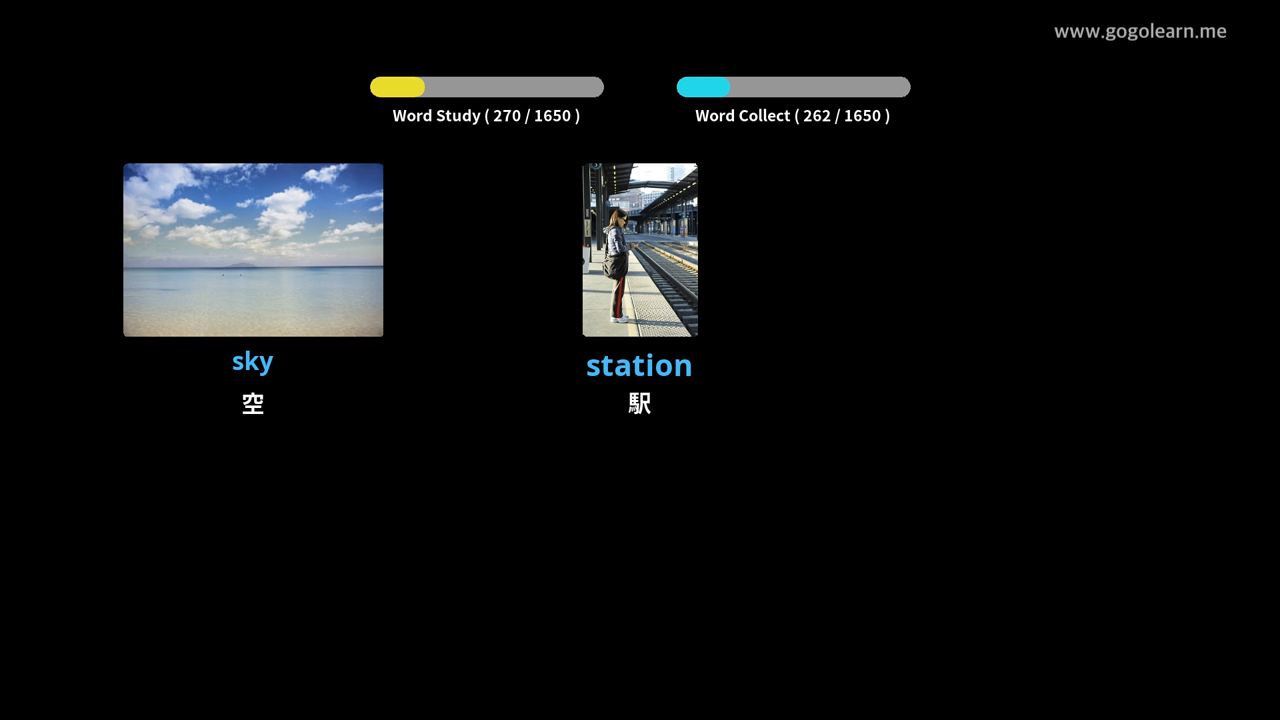 www.gogolearn.me
Word Study ( 270 / 1650 )
Word Collect ( 262 / 1650 )
sky
空
station
駅